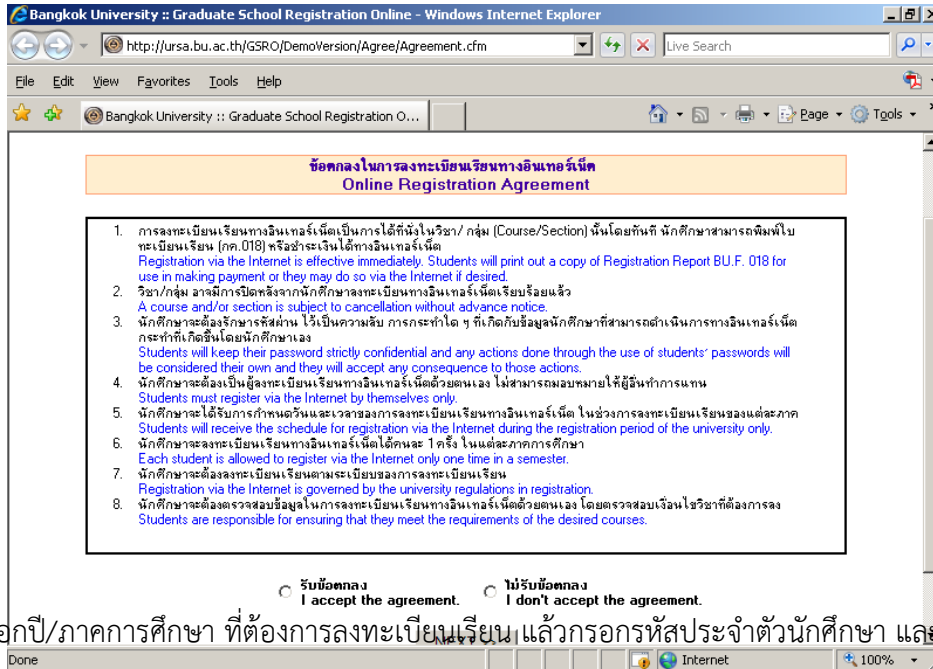 Bangkok University :: Graduate School Registration Online - Windows Internet Explorer
http://ursa.bu.ac.th/GSRO/DemoVersion/Agree/Agreement.cfm
Live Search
File Edit View Favorites Tools Help
Bangkok University :: Graduate School Registration O...
Page Tools
ข้อตกลงในการลงทะเบียนเรียนทางอินเทอร์เน็ต
Online Registration Agreement
1. การลงทะเบียนเรียนทางอินเทอร์เน็ตเป็นการได้ที่นั่งในวิชา/ กลุ่ม (Course/Section) นั้นโดยทันที นักศึกษาสามารถพิมพ์ใบ
ทะเบียนเรียน (กค.018) หรือชำระเงินได้ทางอินเทอร์เน็ต
Registration via the Internet is effective immediately. Students will print out a copy of Registration Report BU.F. 018 for
use in making payment or they may do so via the Internet if desired.
2. วิชา/กลุ่ม อาจมีการปิดหลังจากนักศึกษาลงทะเบียนทางอินเทอร์เน็ตเรียบร้อยแล้ว
A course and/or section is subject to cancellation without advance notice.
3. นักศึกษาจะต้องรักษารหัสผ่าน ไว้เป็นความลับ การกระทำใด ๆ ที่เกิดกับข้อมูลนักศึกษาที่สามารถดำเนินการทางอินเทอร์เน็ต
กระทำที่เกิดขึ้นโดยนักศึกษาเอง
Students will keep their password strictly confidential and any actions done through the use of students' passwords will
be considered their own and they will accept any consequence to those actions.
4. นักศึกษาจะต้องเป็นผู้ลงทะเบียนเรียนทางอินเทอร์เน็ตด้วยตนเอง ไม่สามารถมอบหมายให้ผู้อื่นทำการแทน
Students must register via the Internet by themselves only.
5. นักศึกษาจะได้รับการกำหนดวันและเวลาของการลงทะเบียนเรียนทางอินเทอร์เน็ต ในช่วงการลงทะเบียนเรียนของแต่ละภาค
Students will receive the schedule for registration via the Internet during the registration period of the university only.
6. นักศึกษาจะลงทะเบียนเรียนทางอินเทอร์เน็ตได้คนละ 1 ครั้ง ในแต่ละภาคการศึกษา
Each student is allowed to register via the Internet only one time in a semester.
7. นักศึกษาจะต้องลงทะเบียนเรียนตามระเบียบของการลงทะเบียนเรียน
Registration via the Internet is governed by the university regulations in registration.
8. นักศึกษาจะต้องตรวจสอบข้อมูลในการลงทะเบียนเรียนทางอินเทอร์เน็ตด้วยตนเอง โดยตรวจสอบเงื่อนไขวิชาที่ต้องการลง
Students are responsible for ensuring that they meet the requirements of the desired courses.
รับข้อตกลง ไม่รับข้อตกลง
I accept the agreement. I don't accept the agreement.
อกปี/ภาคการศึกษา ที่ต้องการลงทะเบียนเรียน แล้วกรอกรหัสประจำตัวนักศึกษา และ
Done Internet 100%